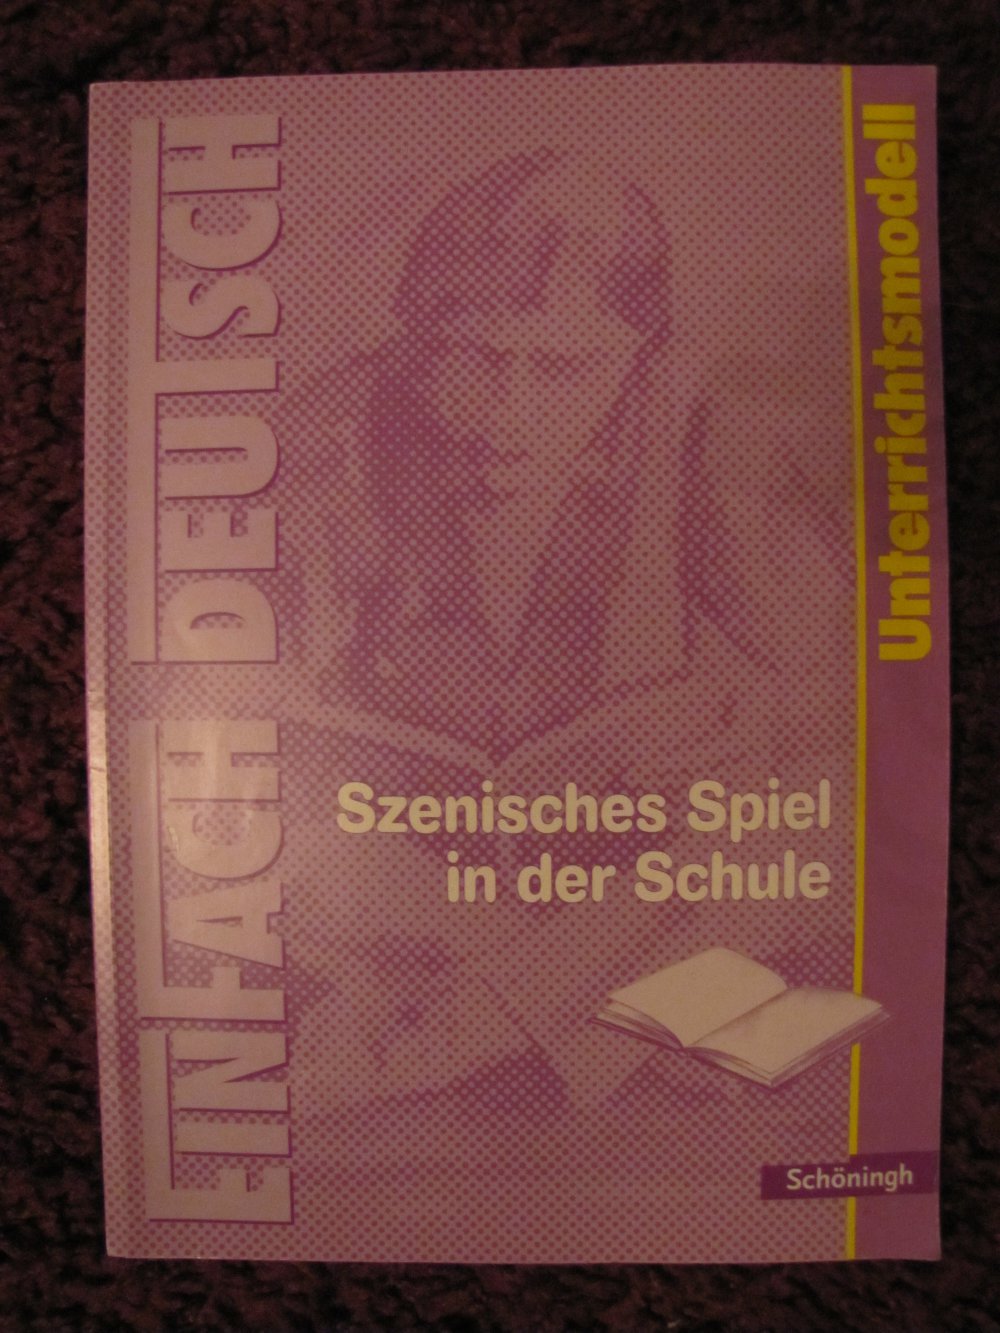 EINFACH DEUTSCH
Unterrichtsmodell
Szenisches Spiel
in der Schule
Schöningh